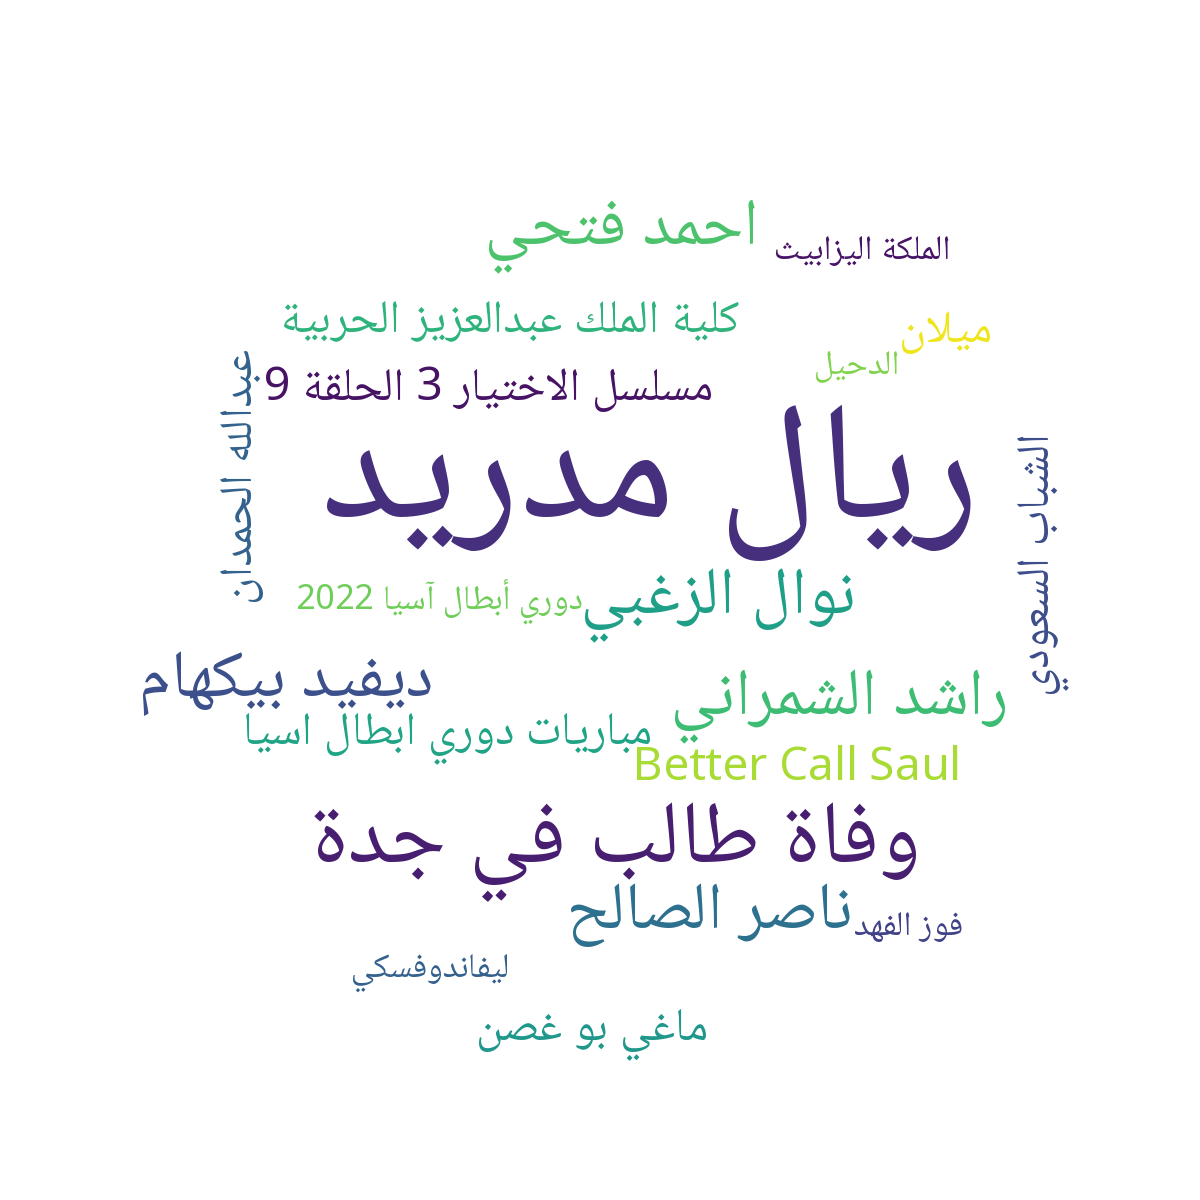 احمد فتحي
الملكة اليزابيث
كلية الملك عبدالعزيز الحربية
ميلان
الدحيل
مسلسل الاختيار 3 الحلقة 9
عبدالله الحمدان
ريال مدريد
الشباب السعودي
نوال الزغبي
دوري أبطال آسيا 2022
ديفيد بيكهام
راشد الشمراني
مباريات دوري ابطال اسيا
Better Call Saul
وفاة طالب في جدة
ناصر الصالح
فوز الفهد
ليفاندوفسكي
ماغي بو غصن